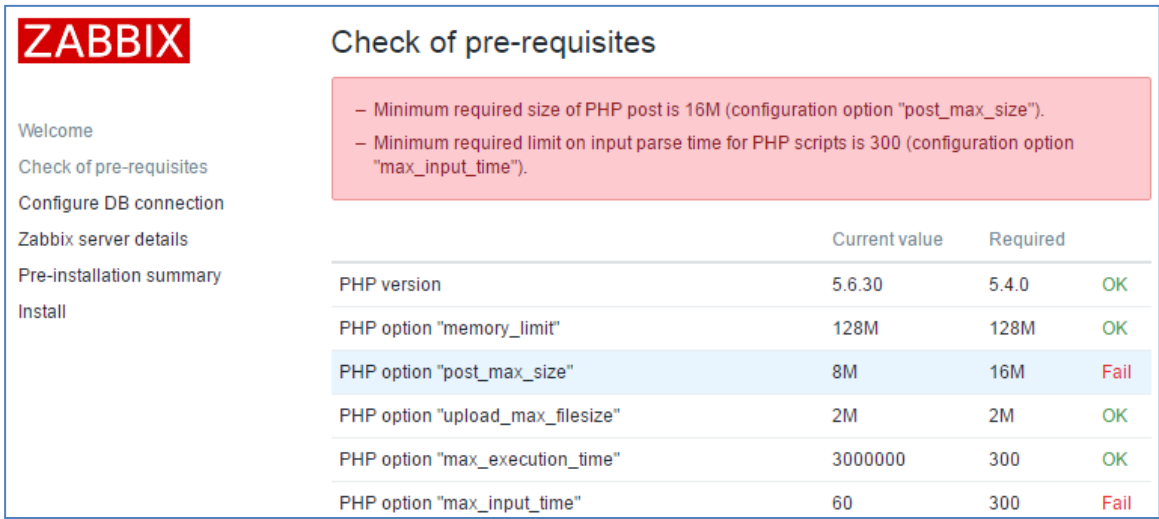 ZABBIX
Welcome
Check of pre-requisites
Configure DB connection
Zabbix server details
Pre-installation summary
Install
Check of pre-requisites
– Minimum required size of PHP post is 16M (configuration option "post_max_size").
– Minimum required limit on input parse time for PHP scripts is 300 (configuration option
"max_input_time").
Current value Required
PHP version 5.6.30 5.4.0 OK
PHP option "memory_limit" 128M 128M OK
PHP option "post_max_size" 8M 16M Fail
PHP option "upload_max_filesize" 2M 2M OK
PHP option "max_execution_time" 3000000 300 OK
PHP option "max_input_time" 60 300 Fail